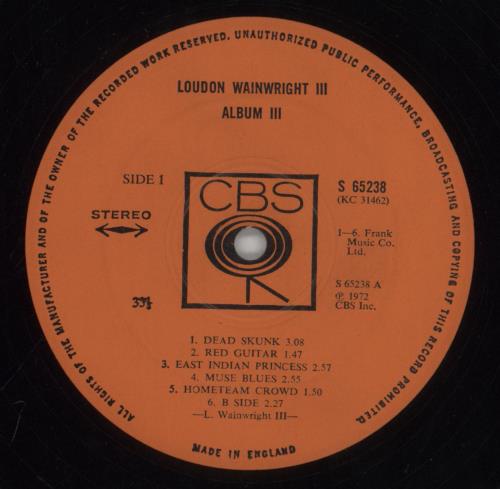 ALL RIGHTS OF THE MANUFACTURER AND OF THE OWNER OF THE RECORDED WORK RESERVED. UNAUTHORIZED PUBLIC PERFORMANCE, BROADCASTING AND COPYING OF THIS RECORD PROHIBITED.
LOUDON WAINWRIGHT III
ALBUM III
SIDE 1
STEREO
33⅓
CBS
S 65238
(KC 31462)
1—6. Frank
Music Co.
Ltd.
S 65238 A
℗ 1972
CBS Inc.
1. DEAD SKUNK 3.08
2. RED GUITAR 1.47
3. EAST INDIAN PRINCESS 2.57
4. MUSE BLUES 2.55
5. HOMETEAM CROWD 1.50
6. B SIDE 2.27
—L. Wainwright III—
MADE IN ENGLAND